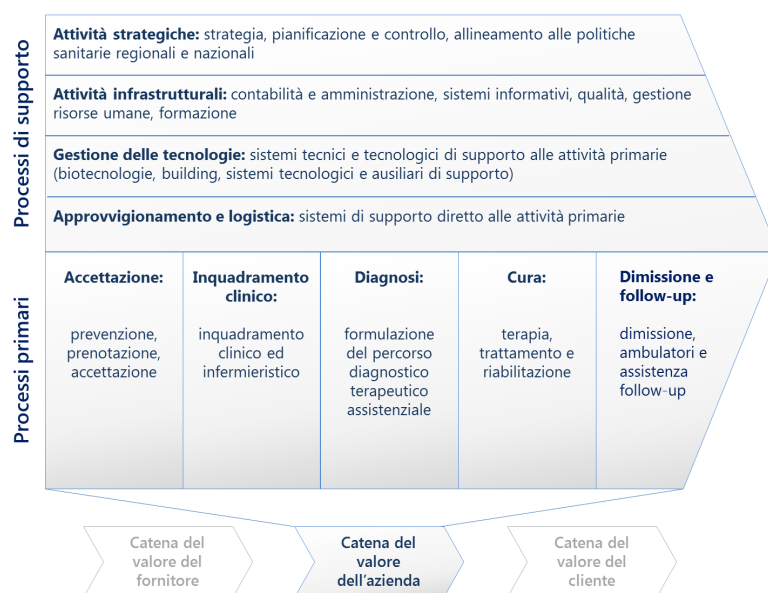 Processi di supporto
Attività strategiche: strategia, pianificazione e controllo, allineamento alle politiche
sanitarie regionali e nazionali
Attività infrastrutturali: contabilità e amministrazione, sistemi informativi, qualità, gestione
risorse umane, formazione
Gestione delle tecnologie: sistemi tecnici e tecnologici di supporto alle attività primarie
(biotecnologie, building, sistemi tecnologici e ausiliari di supporto)
Approvvigionamento e logistica: sistemi di supporto diretto alle attività primarie
Processi primari
Accettazione:
prevenzione,
prenotazione,
accettazione
Inquadramento
clinico:
inquadramento
clinico ed
infermieristico
Diagnosi:
formulazione
del percorso
diagnostico
terapeutico
assistenziale
Cura:
terapia,
trattamento e
riabilitazione
Dimissione e
follow-up:
dimissione,
ambulatori e
assistenza
follow-up
Catena del
valore del
fornitore
Catena del
valore
dell’azienda
Catena del
valore del
cliente